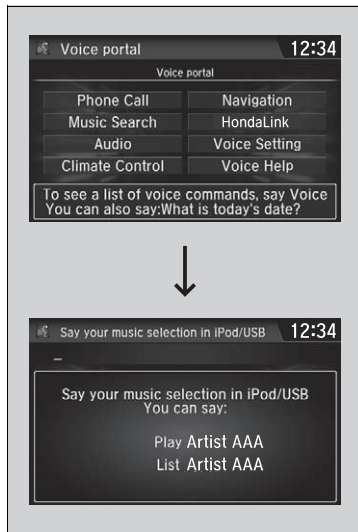 Voice portal 12:34
Voice portal
Phone Call Navigation
Music Search HondaLink
Audio Voice Setting
Climate Control Voice Help
To see a list of voice commands, say Voice
You can also say:What is today's date?
Say your music selection in iPod/USB 12:34
Say your music selection in iPod/USB
You can say:
Play Artist AAA
List Artist AAA